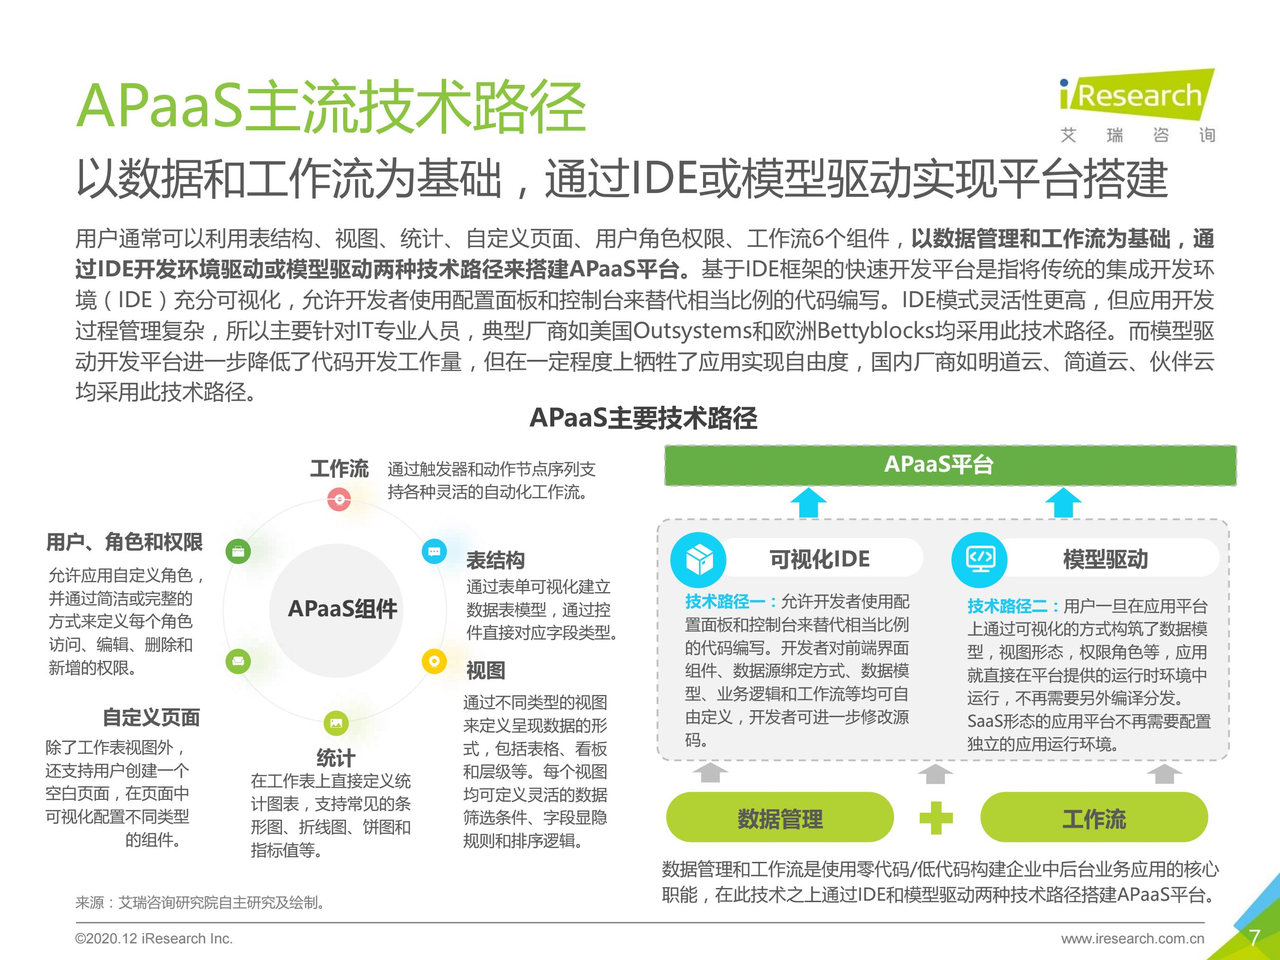 APaaS主流技术路径
iResearch
艾瑞咨询
以数据和工作流为基础，通过IDE或模型驱动实现平台搭建
用户通常可以利用表结构、视图、统计、自定义页面、用户角色权限、工作流6个组件，以数据管理和工作流为基础，通
过IDE开发环境驱动或模型驱动两种技术路径来搭建APaaS平台。基于IDE框架的快速开发平台是指将传统的集成开发环
境（IDE）充分可视化，允许开发者使用配置面板和控制台来替代相当比例的代码编写。IDE模式灵活性更高，但应用开发
过程管理复杂，所以主要针对IT专业人员，典型厂商如美国Outsystems和欧洲Bettyblocks均采用此技术路径。而模型驱
动开发平台进一步降低了代码开发工作量，但在一定程度上牺牲了应用实现自由度，国内厂商如明道云、简道云、伙伴云
均采用此技术路径。
APaaS主要技术路径
工作流
通过触发器和动作节点序列支
持各种灵活的自动化工作流。
用户、角色和权限
允许应用自定义角色，
并通过简洁或完整的
方式来定义每个角色
访问、编辑、删除和
新增的权限。
APaaS组件
表结构
通过表单可视化建立
数据表模型，通过控
件直接对应字段类型。
视图
通过不同类型的视图
来定义呈现数据的形
式，包括表格、看板
和层级等。每个视图
均可定义灵活的数据
筛选条件、字段显隐
规则和排序逻辑。
自定义页面
除了工作表视图外，
还支持用户创建一个
空白页面，在页面中
可视化配置不同类型
的组件。
统计
在工作表上直接定义统
计图表，支持常见的条
形图、折线图、饼图和
指标值等。
APaaS平台
可视化IDE
技术路径一：允许开发者使用配
置面板和控制台来替代相当比例
的代码编写。开发者对前端界面
组件、数据源绑定方式、数据模
型、业务逻辑和工作流等均可自
由定义，开发者可进一步修改源
码。
模型驱动
技术路径二：用户一旦在应用平台
上通过可视化的方式构筑了数据模
型，视图形态，权限角色等，应用
就直接在平台提供的运行时环境中
运行，不再需要另外编译分发。
SaaS形态的应用平台不再需要配置
独立的应用运行环境。
数据管理
工作流
数据管理和工作流是使用零代码/低代码构建企业中后台业务应用的核心
职能，在此技术之上通过IDE和模型驱动两种技术路径搭建APaaS平台。
来源：艾瑞咨询研究院自主研究及绘制。
©2020.12 iResearch Inc.
www.iresearch.com.cn
7